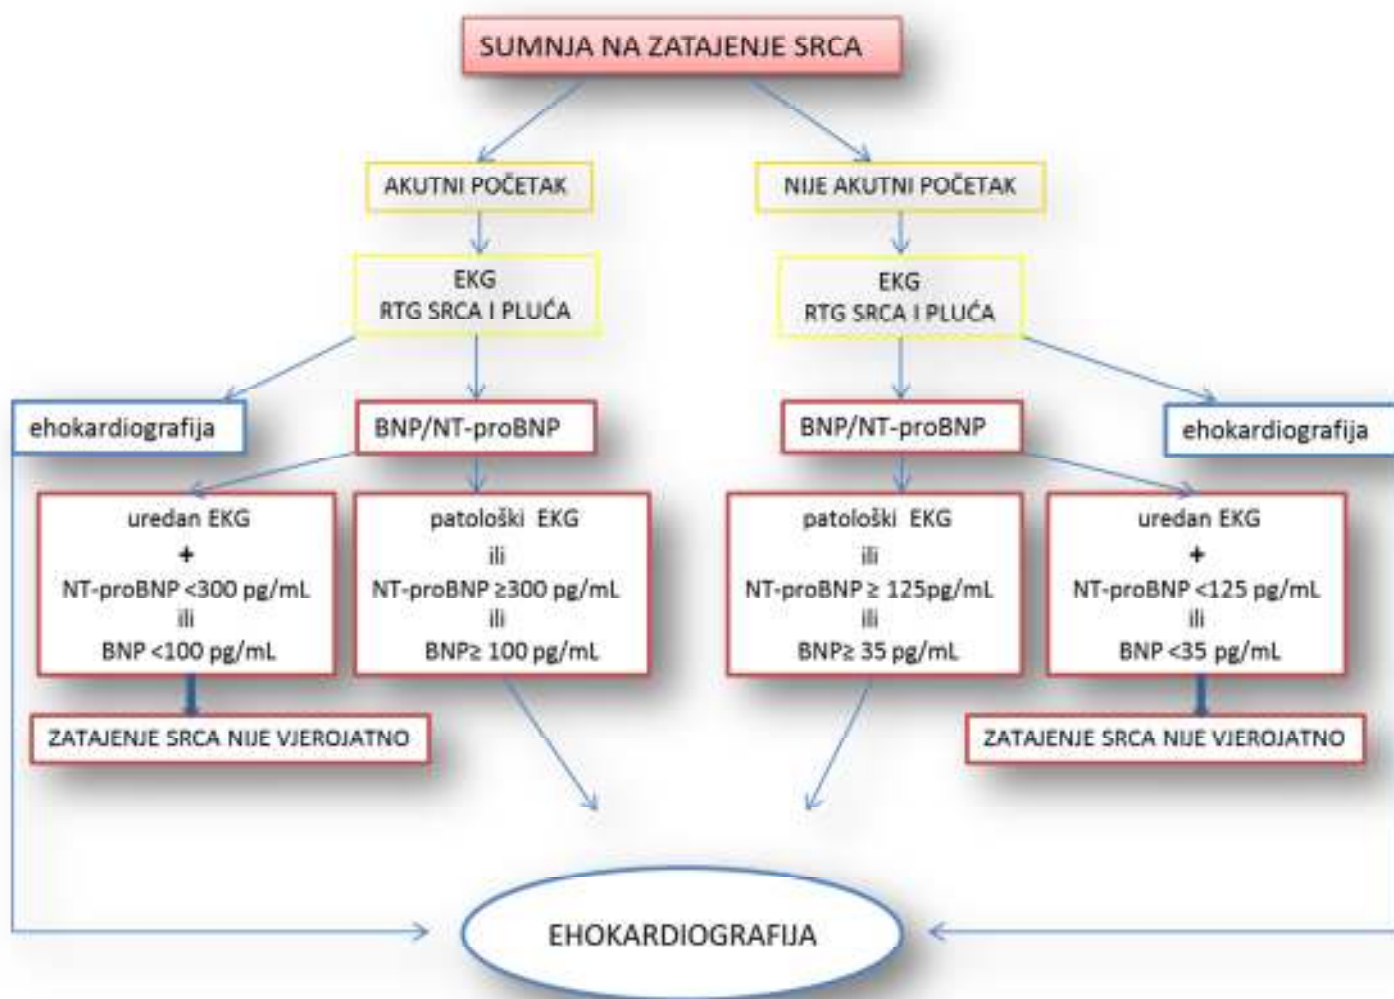 SUMNJA NA ZATAJENJE SRCA
AKUTNI POČETAK
NIJE AKUTNI POČETAK
EKG
RTG SRCA I PLUĆA
EKG
RTG SRCA I PLUĆA
ehokardiografija
BNP/NT-proBNP
BNP/NT-proBNP
ehokardiografija
uredan EKG
+
NT-proBNP <300 pg/mL
ili
BNP <100 pg/mL
patološki EKG
ili
NT-proBNP ≥300 pg/mL
ili
BNP≥ 100 pg/mL
patološki EKG
ili
NT-proBNP ≥ 125pg/mL
ili
BNP≥ 35 pg/mL
uredan EKG
+
NT-proBNP <125 pg/mL
ili
BNP <35 pg/mL
ZATAJENJE SRCA NIJE VJEROJATNO
ZATAJENJE SRCA NIJE VJEROJATNO
EHOKARDIOGRAFIJA